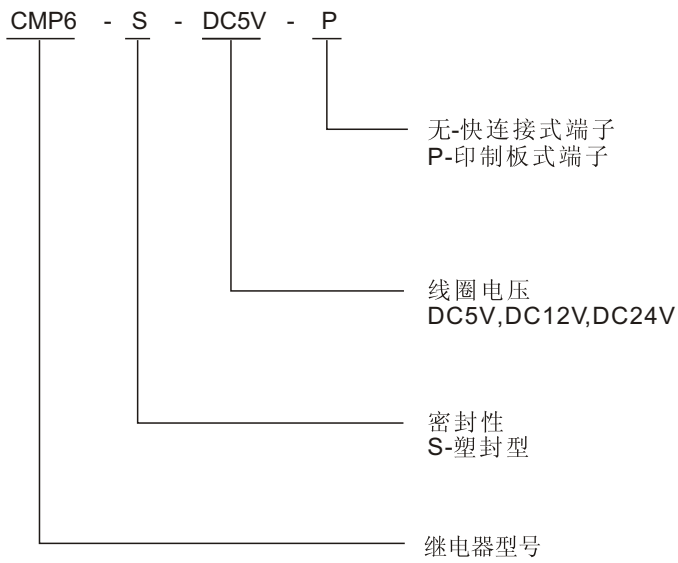 CMP6 - S - DC5V - P
无-快连接式端子
P-印制板式端子
线圈电压
DC5V,DC12V,DC24V
密封性
S-塑封型
继电器型号